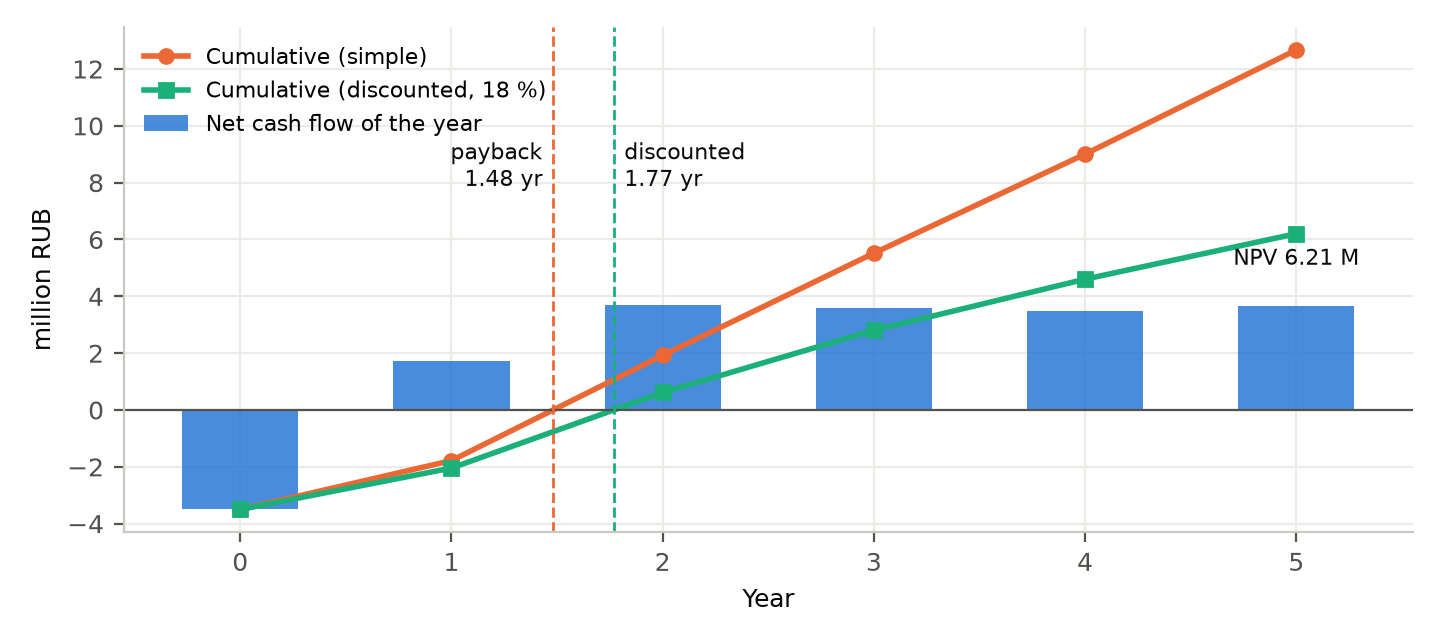 Cumulative (simple)
Cumulative (discounted, 18 %)
Net cash flow of the year
payback
1.48 yr
discounted
1.77 yr
NPV 6.21 M
million RUB
12
10
8
6
4
2
0
−2
−4
0 1 2 3 4 5
Year